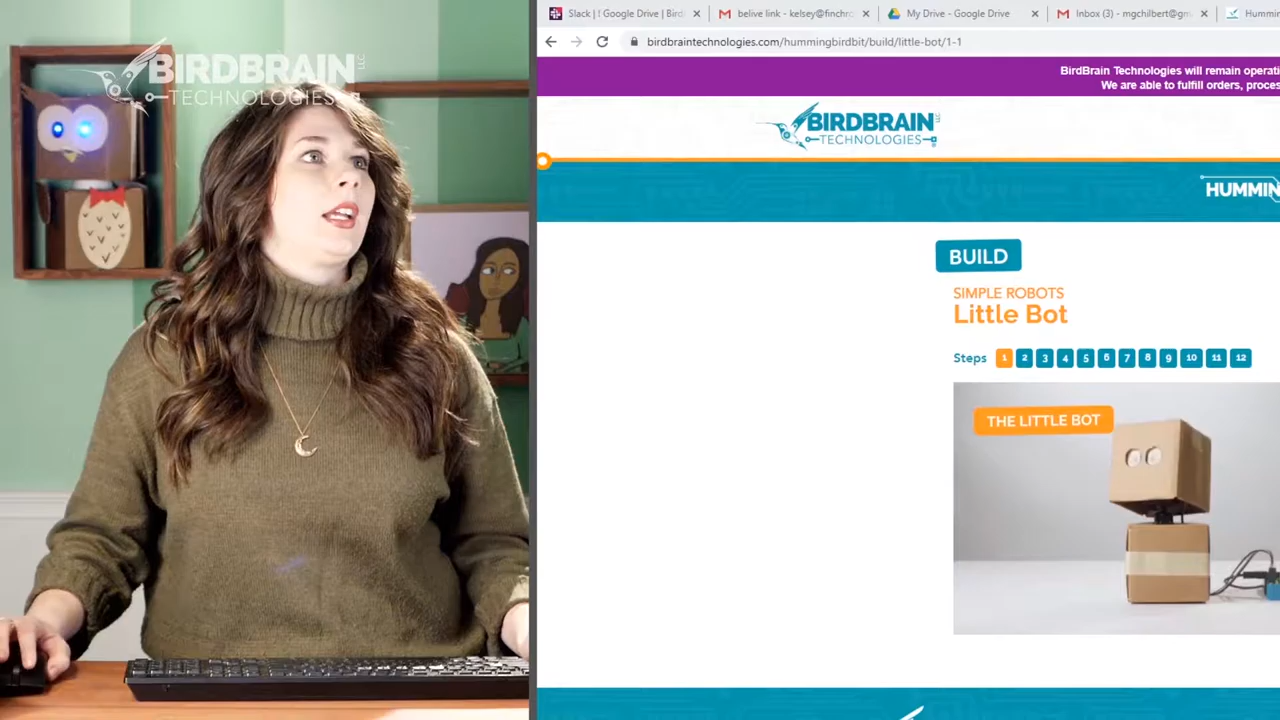 BIRDBRAIN LLC
TECHNOLOGIES
Slack | f Google Drive | Bird
belive link - kelsey@finchro
My Drive - Google Drive
Inbox (3) - mgchilbert@gm
Hummin
birdbraintechnologies.com/hummingbirdbit/build/little-bot/1-1
BirdBrain Technologies will remain operati
We are able to fulfill orders, proces
BIRDBRAIN LLC
TECHNOLOGIES
HUMMIN
BUILD
SIMPLE ROBOTS
Little Bot
Steps 1 2 3 4 5 6 7 8 9 10 11 12
THE LITTLE BOT